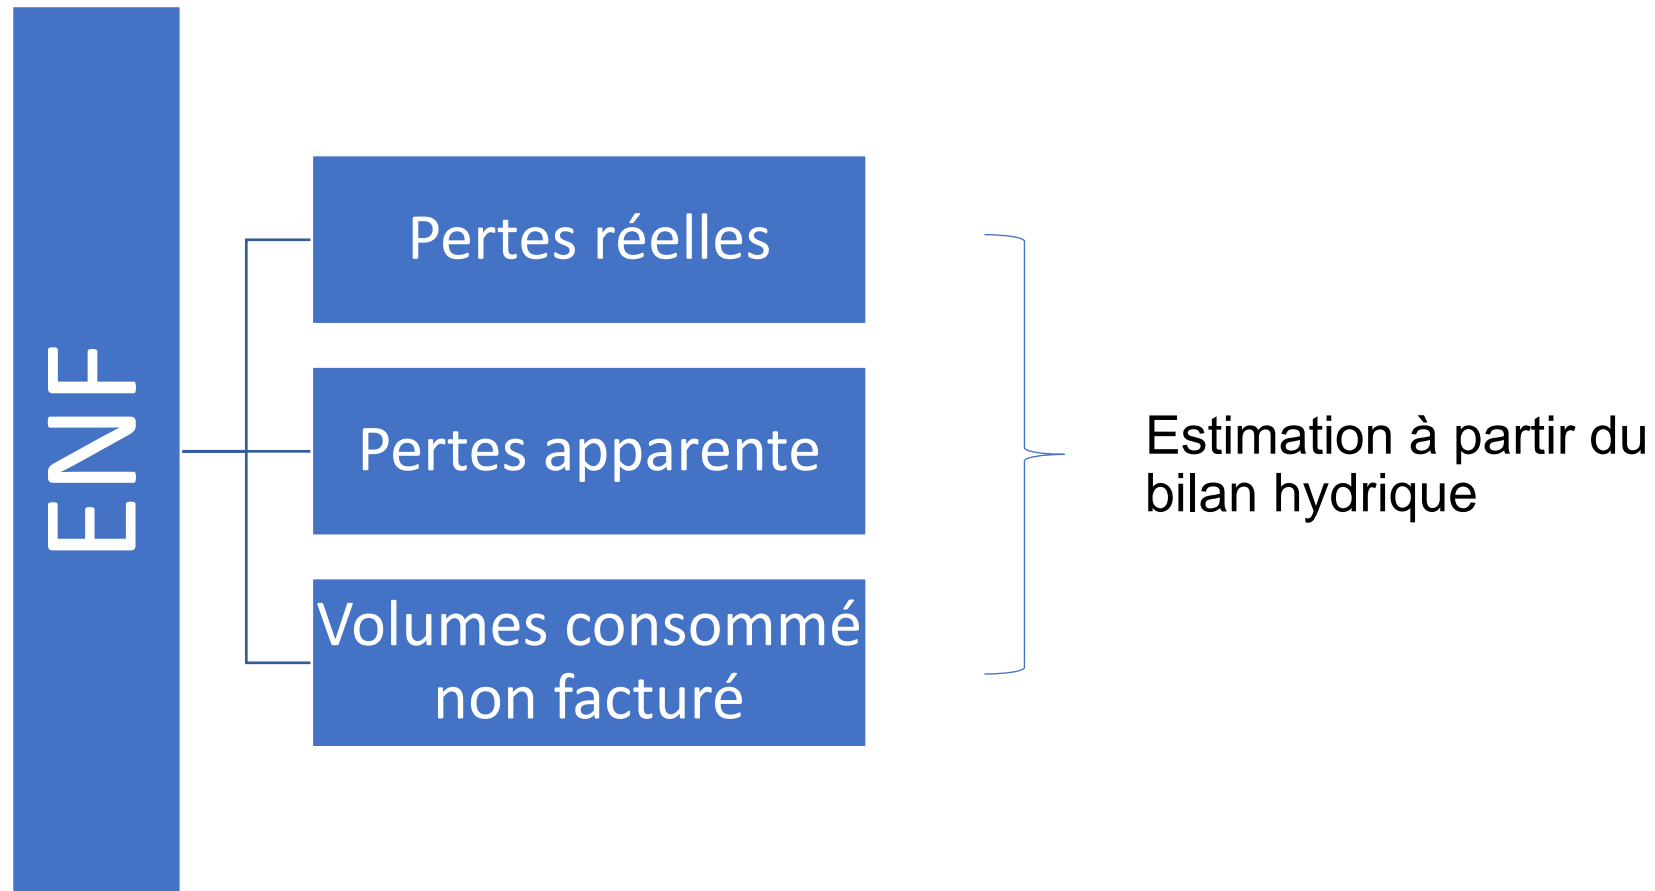 ENF
Pertes réelles
Pertes apparente
Volumes consommé
non facturé
Estimation à partir du
bilan hydrique